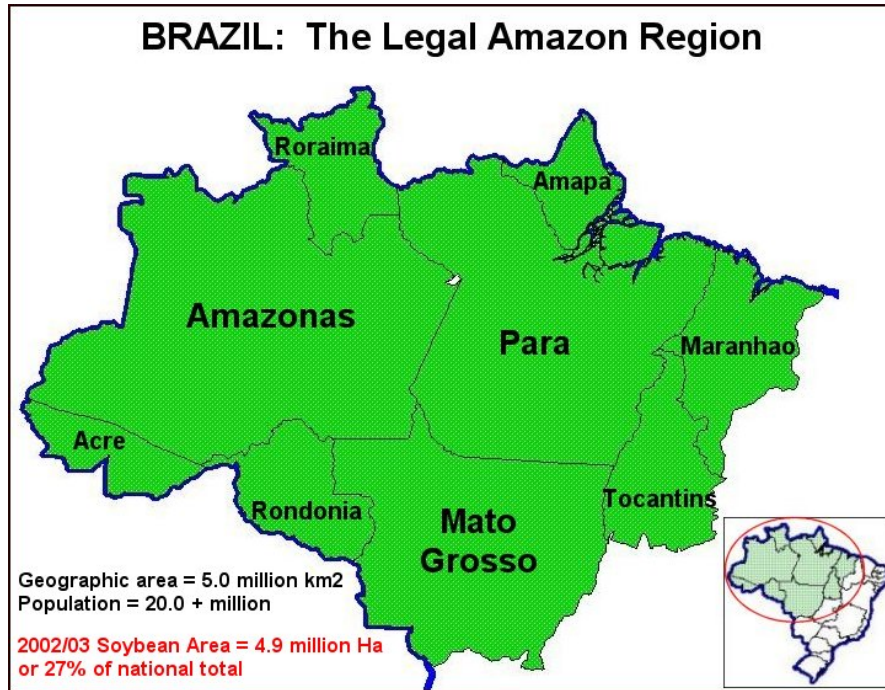 BRAZIL: The Legal Amazon Region
Roraima
Amapa
Amazonas
Para
Maranhao
Acre
Rondonia
Mato
Grosso
Tocantins
Geographic area = 5.0 million km2
Population = 20.0 + million
2002/03 Soybean Area = 4.9 million Ha
or 27% of national total